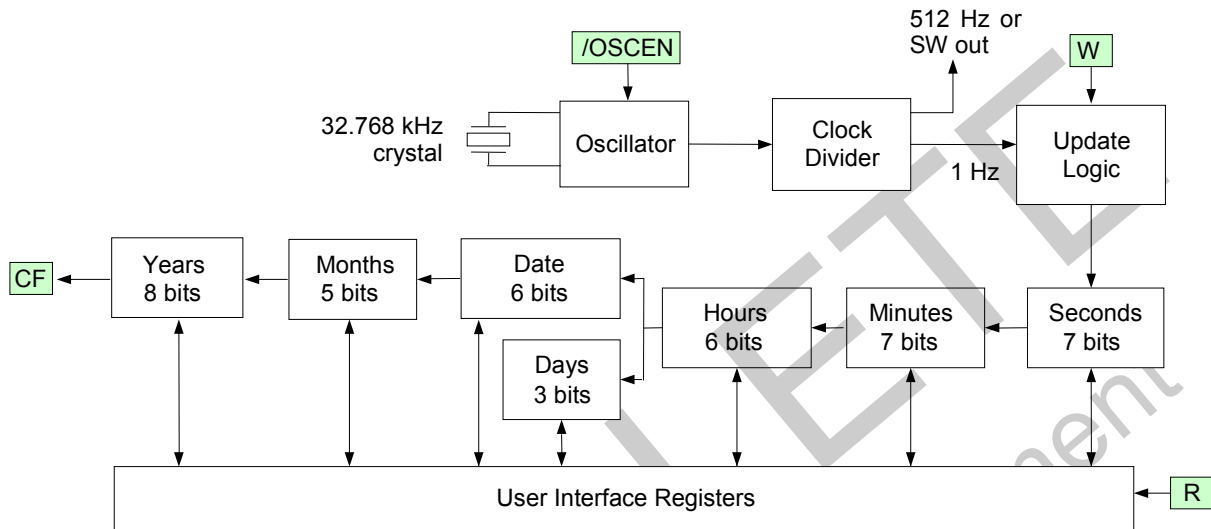 512 Hz or
SW out
/OSCEN
W
32.768 kHz
crystal
Oscillator
Clock
Divider
1 Hz
Update
Logic
CF
Years
8 bits
Months
5 bits
Date
6 bits
Days
3 bits
Hours
6 bits
Minutes
7 bits
Seconds
7 bits
User Interface Registers
R